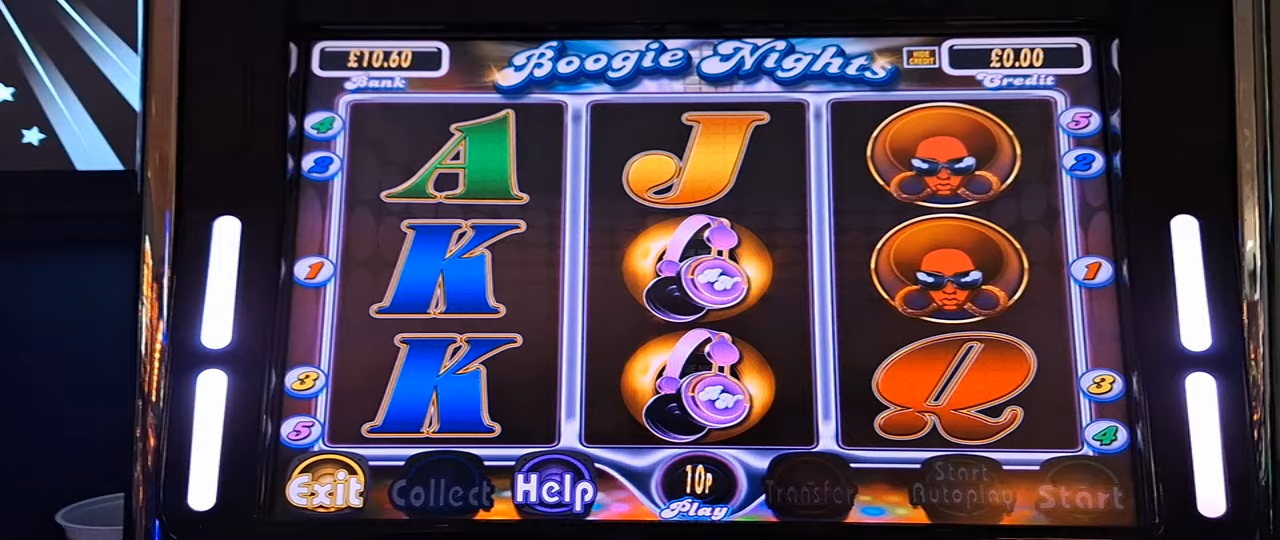 £10.60
Bank
Boogie Nights
HIDE CREDIT
£0.00
Credit
4
2
1
3
5
A
J
K
K
Q
5
2
1
3
4
Exit
Collect
Help
10p
Play
Transfer
Start
Autoplay
Start